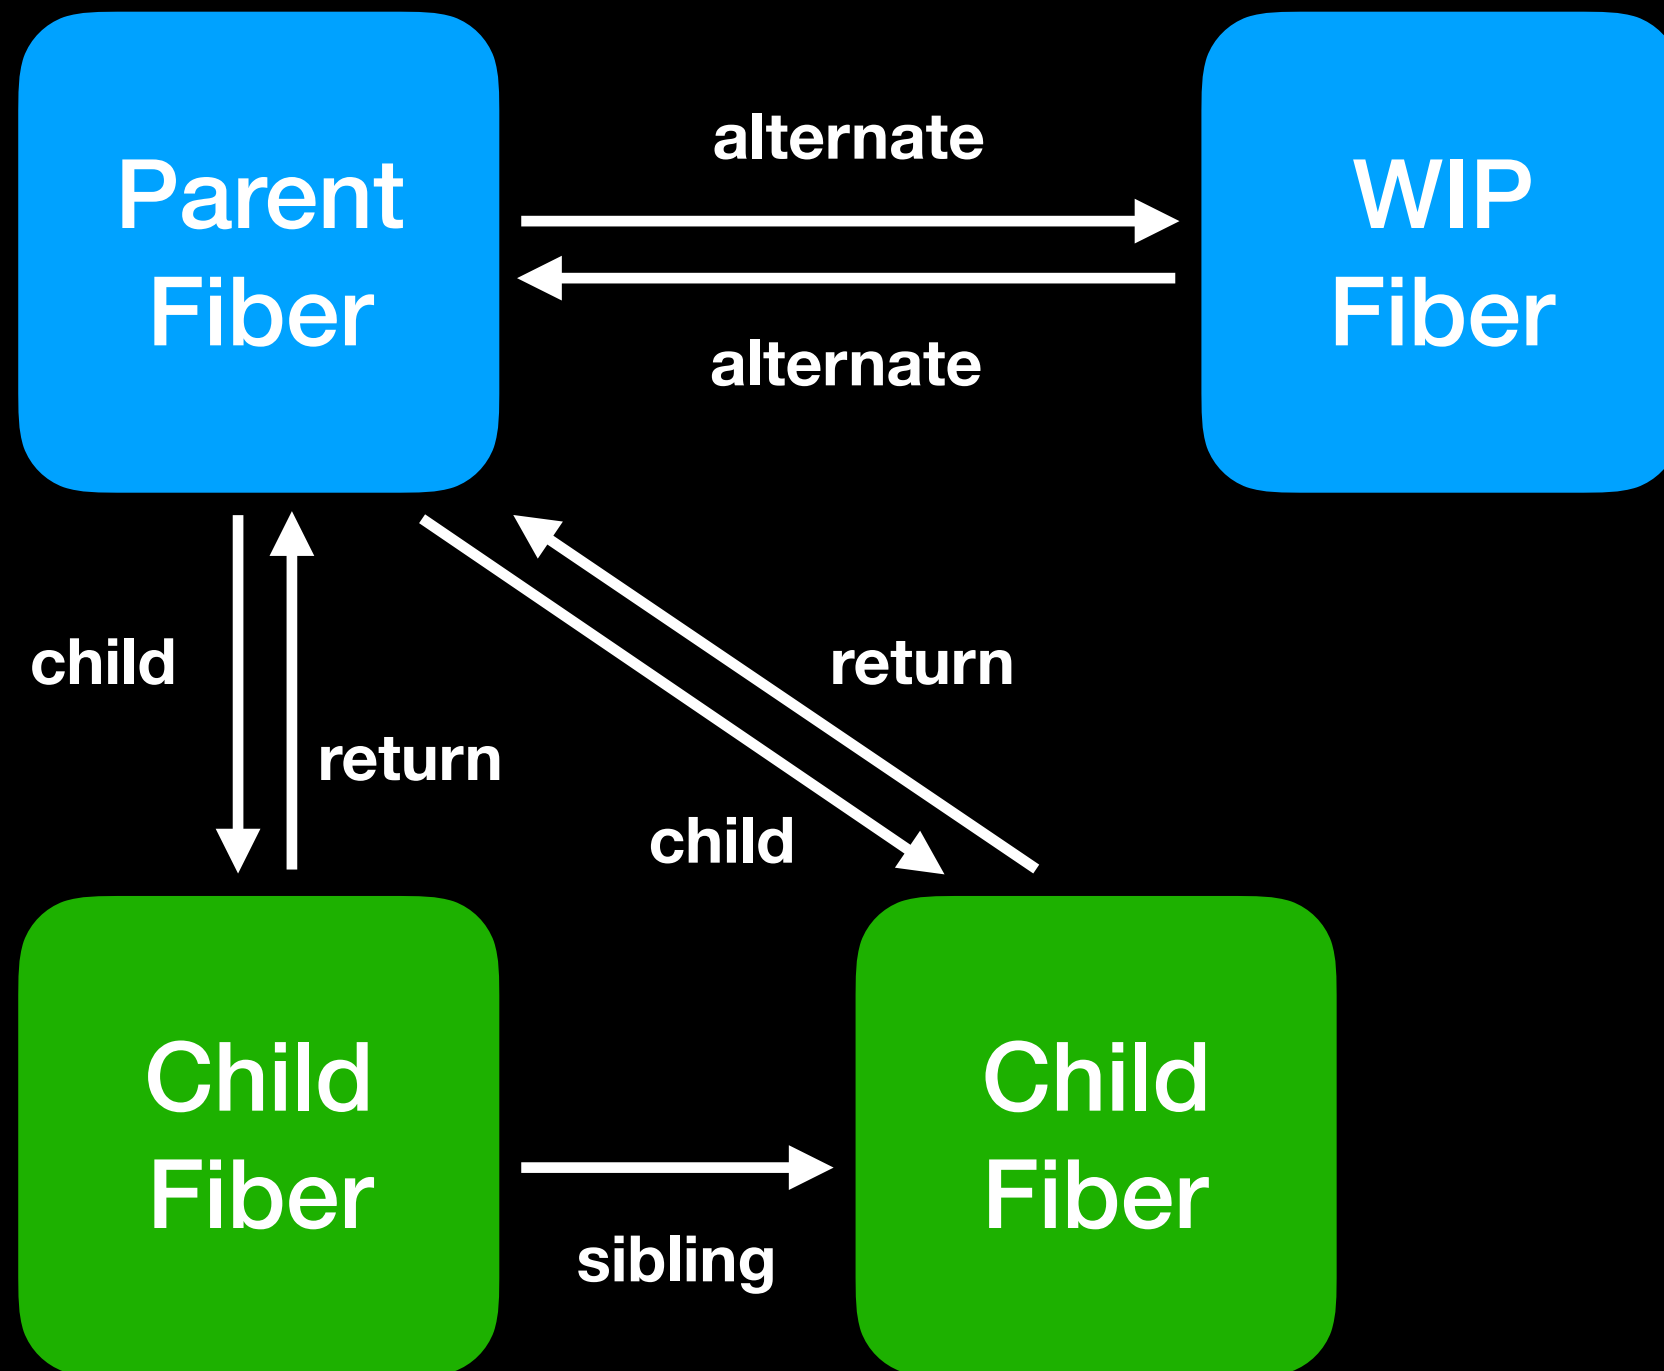 Parent
Fiber
alternate
alternate
WIP
Fiber
child
return
return
child
Child
Fiber
sibling
Child
Fiber